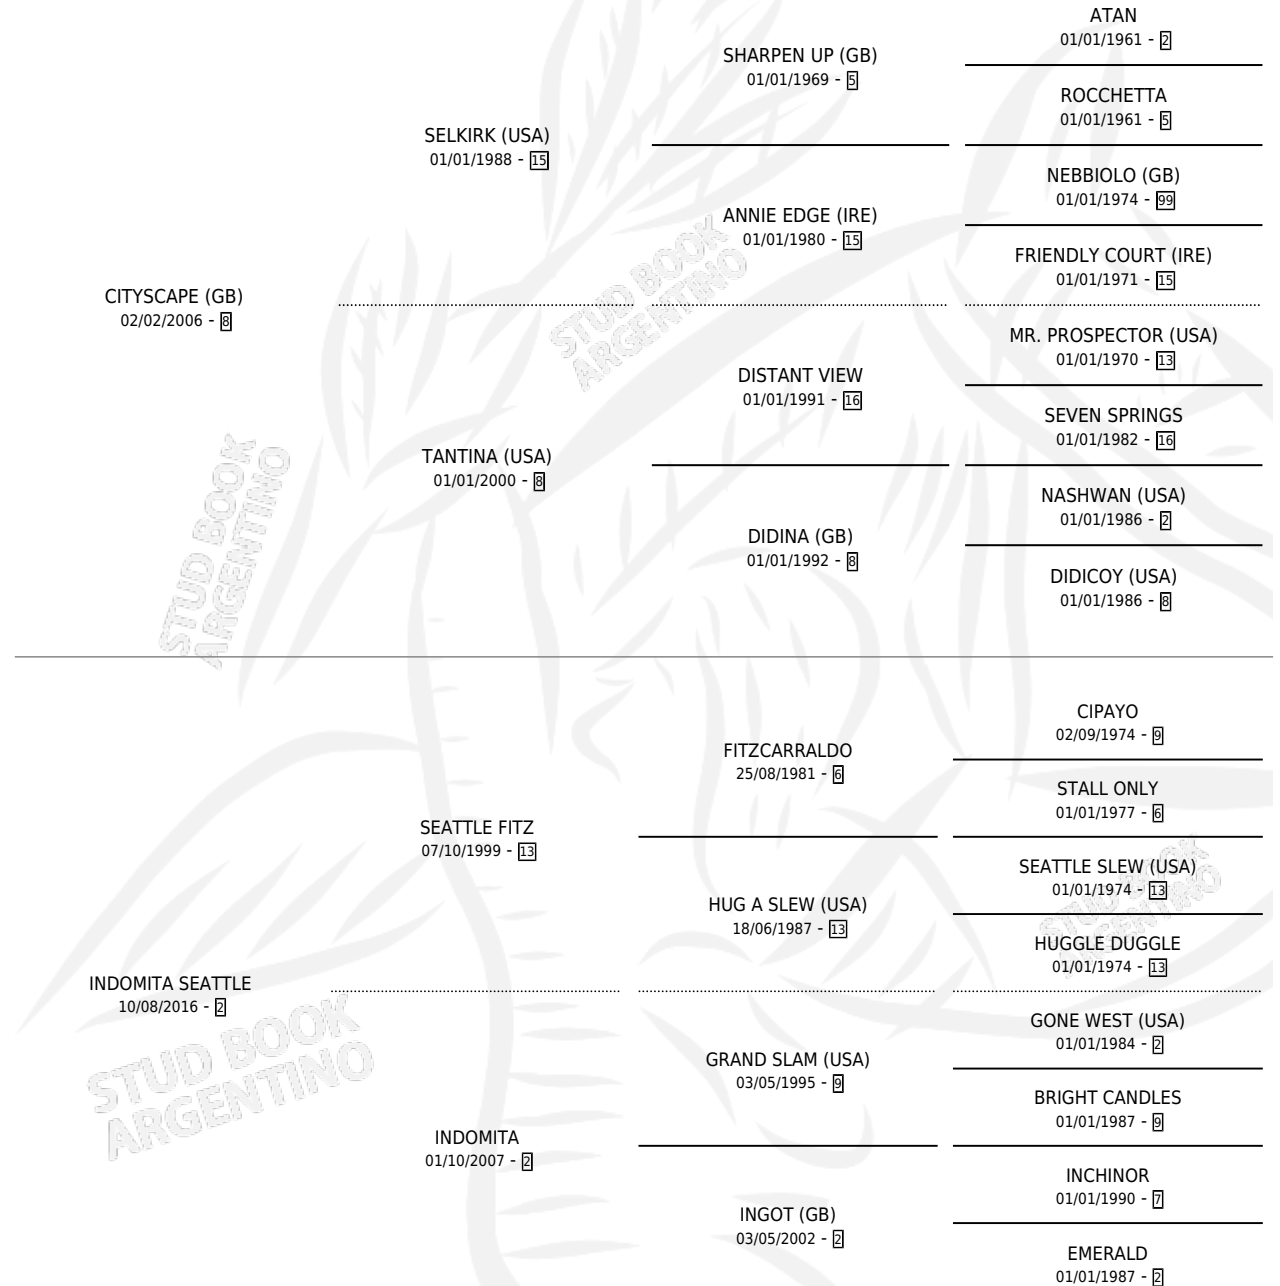 ATAN
01/01/1961 - 2
SHARPEN UP (GB)
01/01/1969 - 5
ROCCHETTA
01/01/1961 - 5
SELKIRK (USA)
01/01/1988 - 15
NEBBIOLO (GB)
01/01/1974 - 99
ANNIE EDGE (IRE)
01/01/1980 - 15
FRIENDLY COURT (IRE)
01/01/1971 - 15
CITYSCAPE (GB)
02/02/2006 - 8
MR. PROSPECTOR (USA)
01/01/1970 - 13
DISTANT VIEW
01/01/1991 - 16
SEVEN SPRINGS
01/01/1982 - 16
TANTINA (USA)
01/01/2000 - 8
NASHWAN (USA)
01/01/1986 - 2
DIDINA (GB)
01/01/1992 - 8
DIDICOY (USA)
01/01/1986 - 8
CIPAYO
02/09/1974 - 9
FITZCARRALDO
25/08/1981 - 6
STALL ONLY
01/01/1977 - 6
SEATTLE FITZ
07/10/1999 - 13
SEATTLE SLEW (USA)
01/01/1974 - 13
HUG A SLEW (USA)
18/06/1987 - 13
HUGGLE DUGGLE
01/01/1974 - 13
INDOMITA SEATTLE
10/08/2016 - 2
GONE WEST (USA)
01/01/1984 - 2
GRAND SLAM (USA)
03/05/1995 - 9
BRIGHT CANDLES
01/01/1987 - 9
INDOMITA
01/10/2007 - 2
INCHINOR
01/01/1990 - 7
INGOT (GB)
03/05/2002 - 2
EMERALD
01/01/1987 - 2
STUD BOOK
ARGENTINO
STUD BOOK
ARGENTINO
STUD BOOK
ARGENTINO
STUD BOOK
ARGENTINO